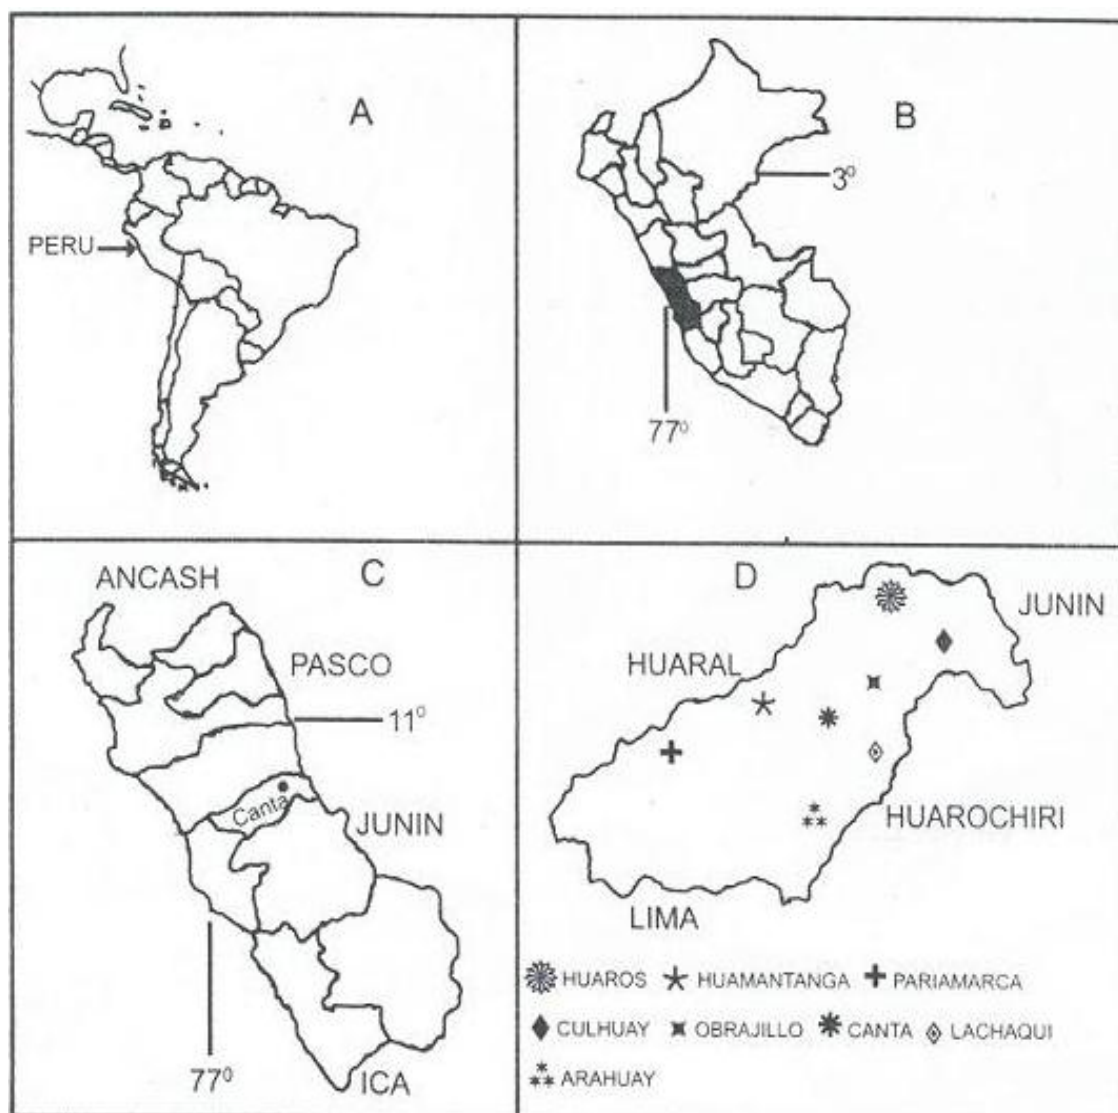 A
PERU
B
3°
77°
C
ANCASH
PASCO
11°
Canta
JUNIN
77°
ICA
D
JUNIN
HUARAL
HUAROCHIRI
LIMA
HUAROS HUAMANTANGA PARIAMARCA
CULHUAY OBRAJILLO CANTA LACHAQUI
ARAHUAY